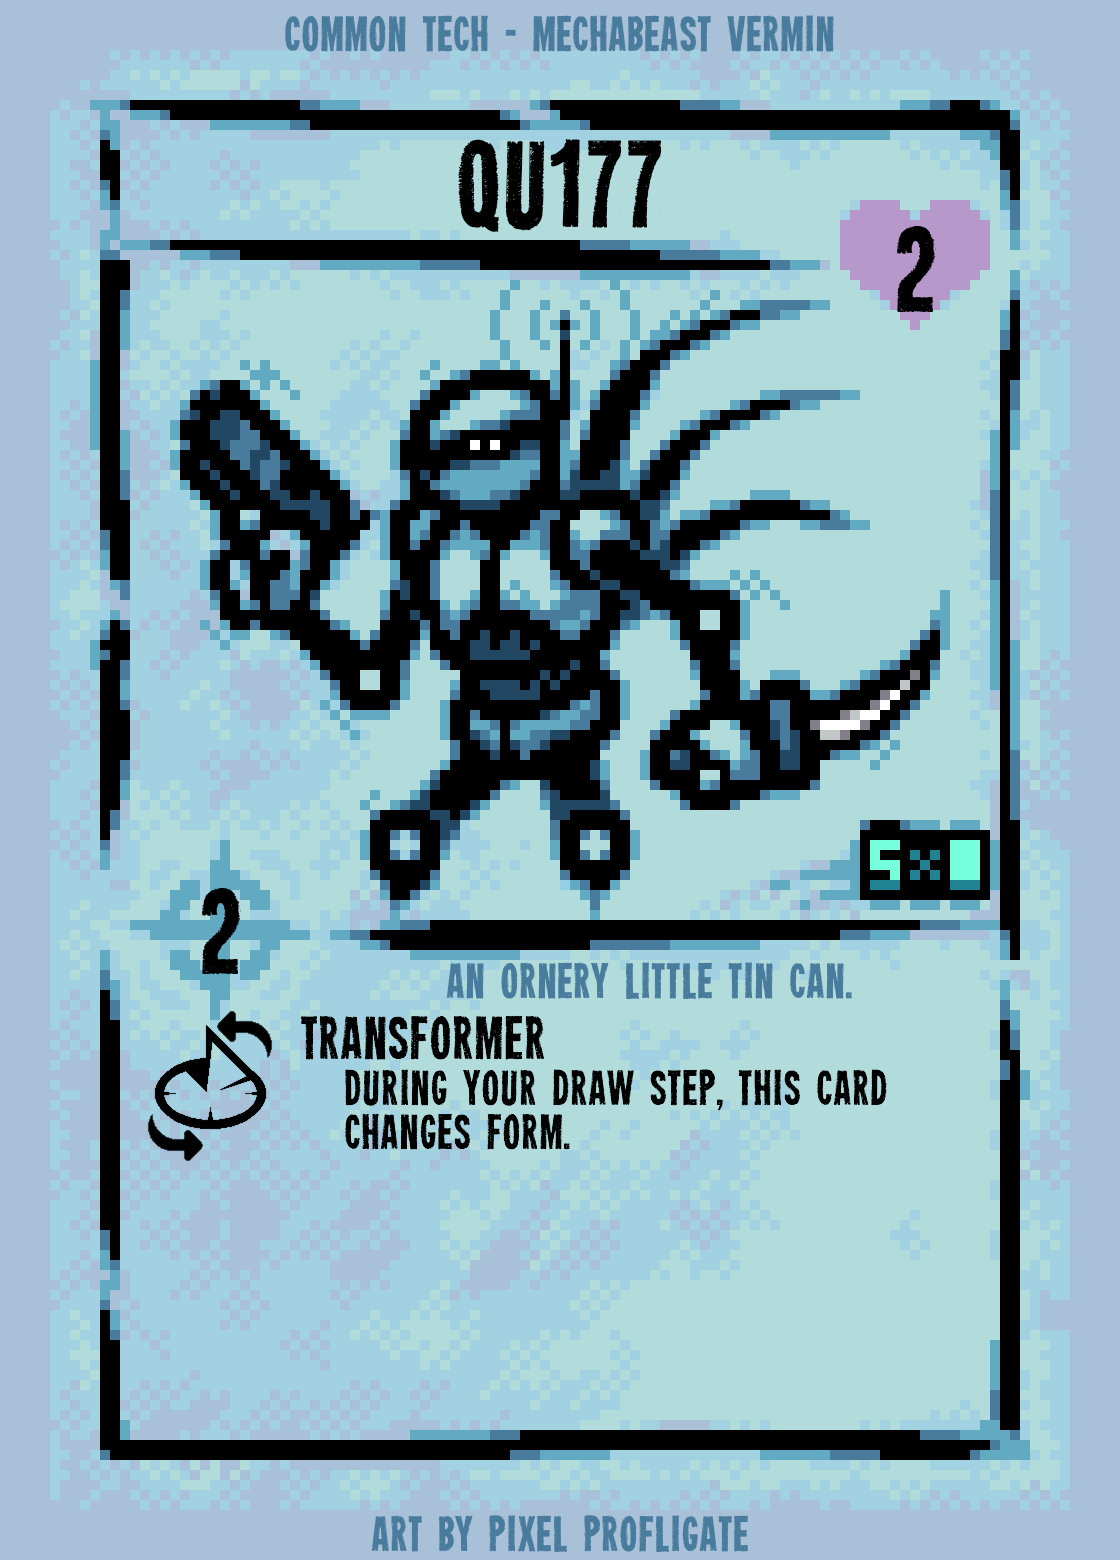 COMMON TECH - MECHABEAST VERMIN
QU177
2
5
2
AN ORNERY LITTLE TIN CAN.
TRANSFORMER
DURING YOUR DRAW STEP, THIS CARD
CHANGES FORM.
ART BY PIXEL PROFLIGATE